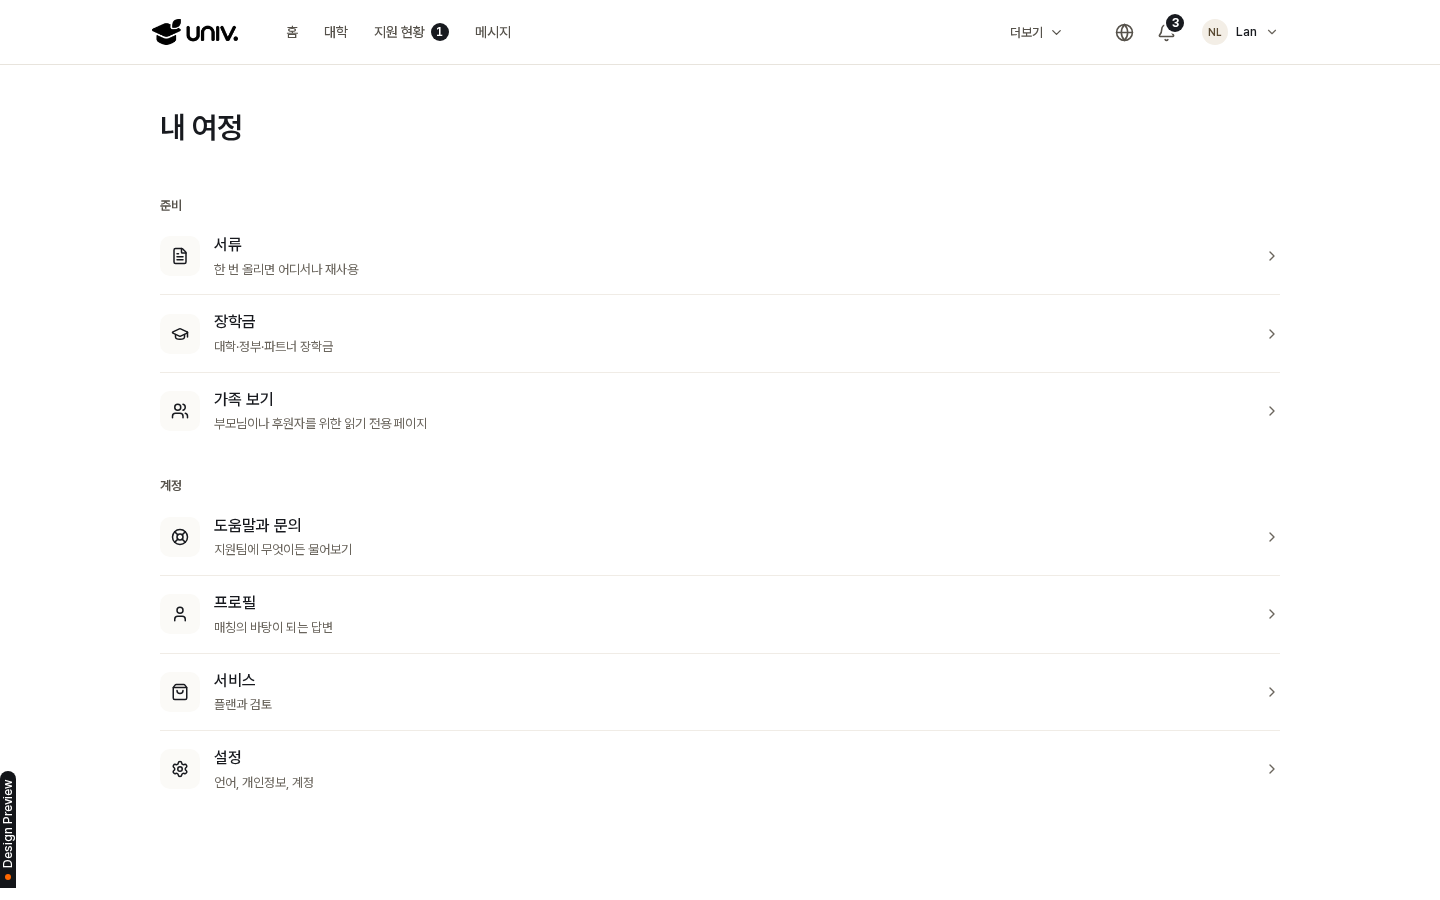 UNIV.
홈
대학
지원 현황 1
메시지
더보기
3
NL
Lan
내 여정
준비
서류
한 번 올리면 어디서나 재사용
장학금
대학·정부·파트너 장학금
가족 보기
부모님이나 후원자를 위한 읽기 전용 페이지
계정
도움말과 문의
지원팀에 무엇이든 물어보기
프로필
매칭의 바탕이 되는 답변
서비스
플랜과 검토
설정
언어, 개인정보, 계정
Design Preview